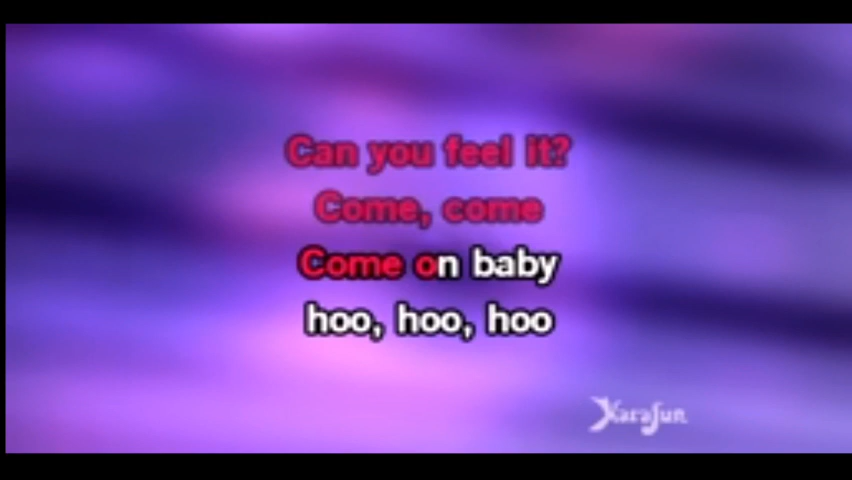 Can you feel it?
Come, come
Come on baby
hoo, hoo, hoo
KaraFun